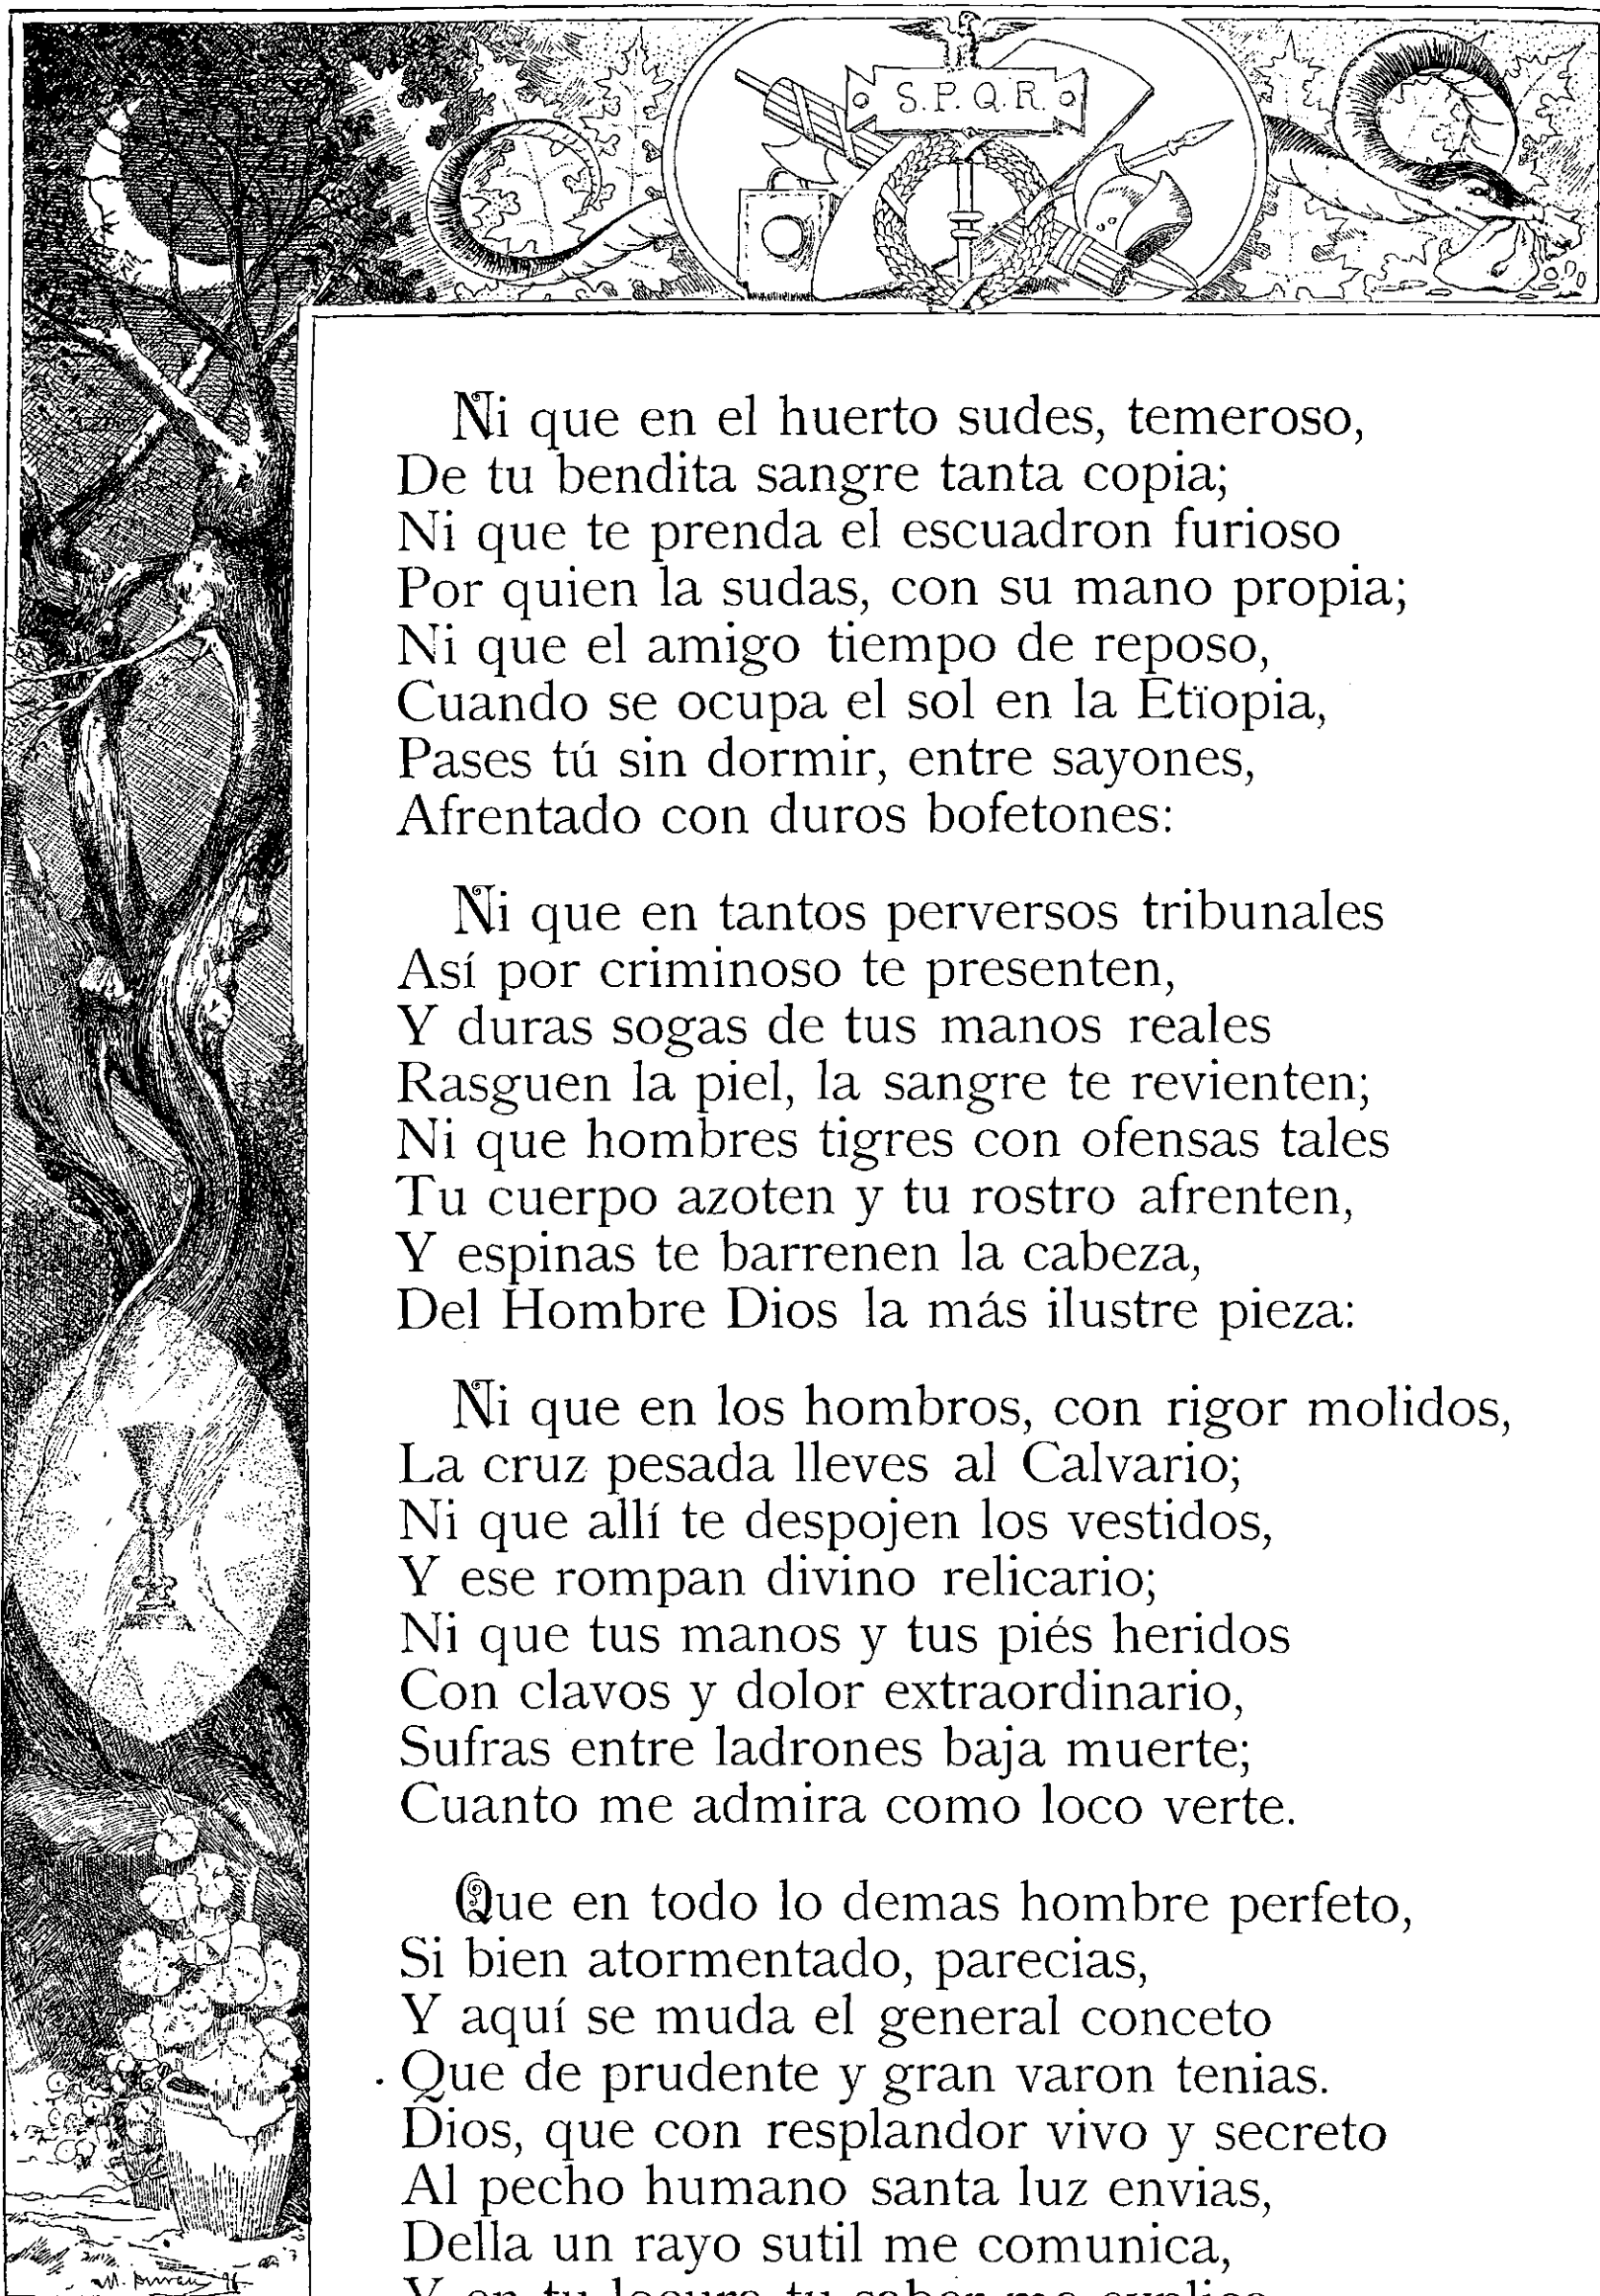 S. P. Q. R.
Ni que en el huerto sudes, temeroso,
De tu bendita sangre tanta copia;
Ni que te prenda el escuadron furioso
Por quien la sudas, con su mano propia;
Ni que el amigo tiempo de reposo,
Cuando se ocupa el sol en la Etïopia,
Pases tú sin dormir, entre sayones,
Afrentado con duros bofetones:
Ni que en tantos perversos tribunales
Así por criminoso te presenten,
Y duras sogas de tus manos reales
Rasguen la piel, la sangre te revienten;
Ni que hombres tigres con ofensas tales
Tu cuerpo azoten y tu rostro afrenten,
Y espinas te barrenen la cabeza,
Del Hombre Dios la más ilustre pieza:
Ni que en los hombros, con rigor molidos,
La cruz pesada lleves al Calvario;
Ni que allí te despojen los vestidos,
Y ese rompan divino relicario;
Ni que tus manos y tus piés heridos
Con clavos y dolor extraordinario,
Sufras entre ladrones baja muerte;
Cuanto me admira como loco verte.
Que en todo lo demas hombre perfeto,
Si bien atormentado, parecias,
Y aquí se muda el general conceto
Que de prudente y gran varon tenias.
Dios, que con resplandor vivo y secreto
Al pecho humano santa luz envias,
Della un rayo sutil me comunica,